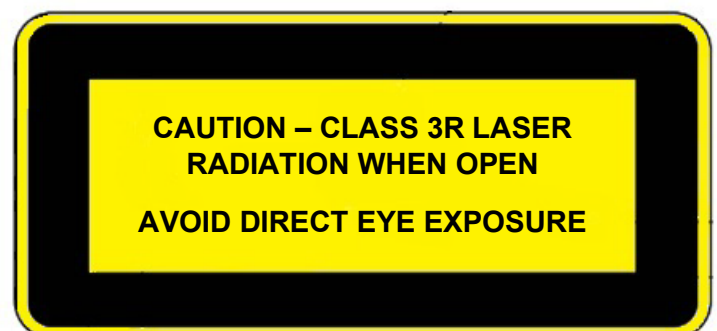 CAUTION – CLASS 3R LASER
RADIATION WHEN OPEN
AVOID DIRECT EYE EXPOSURE